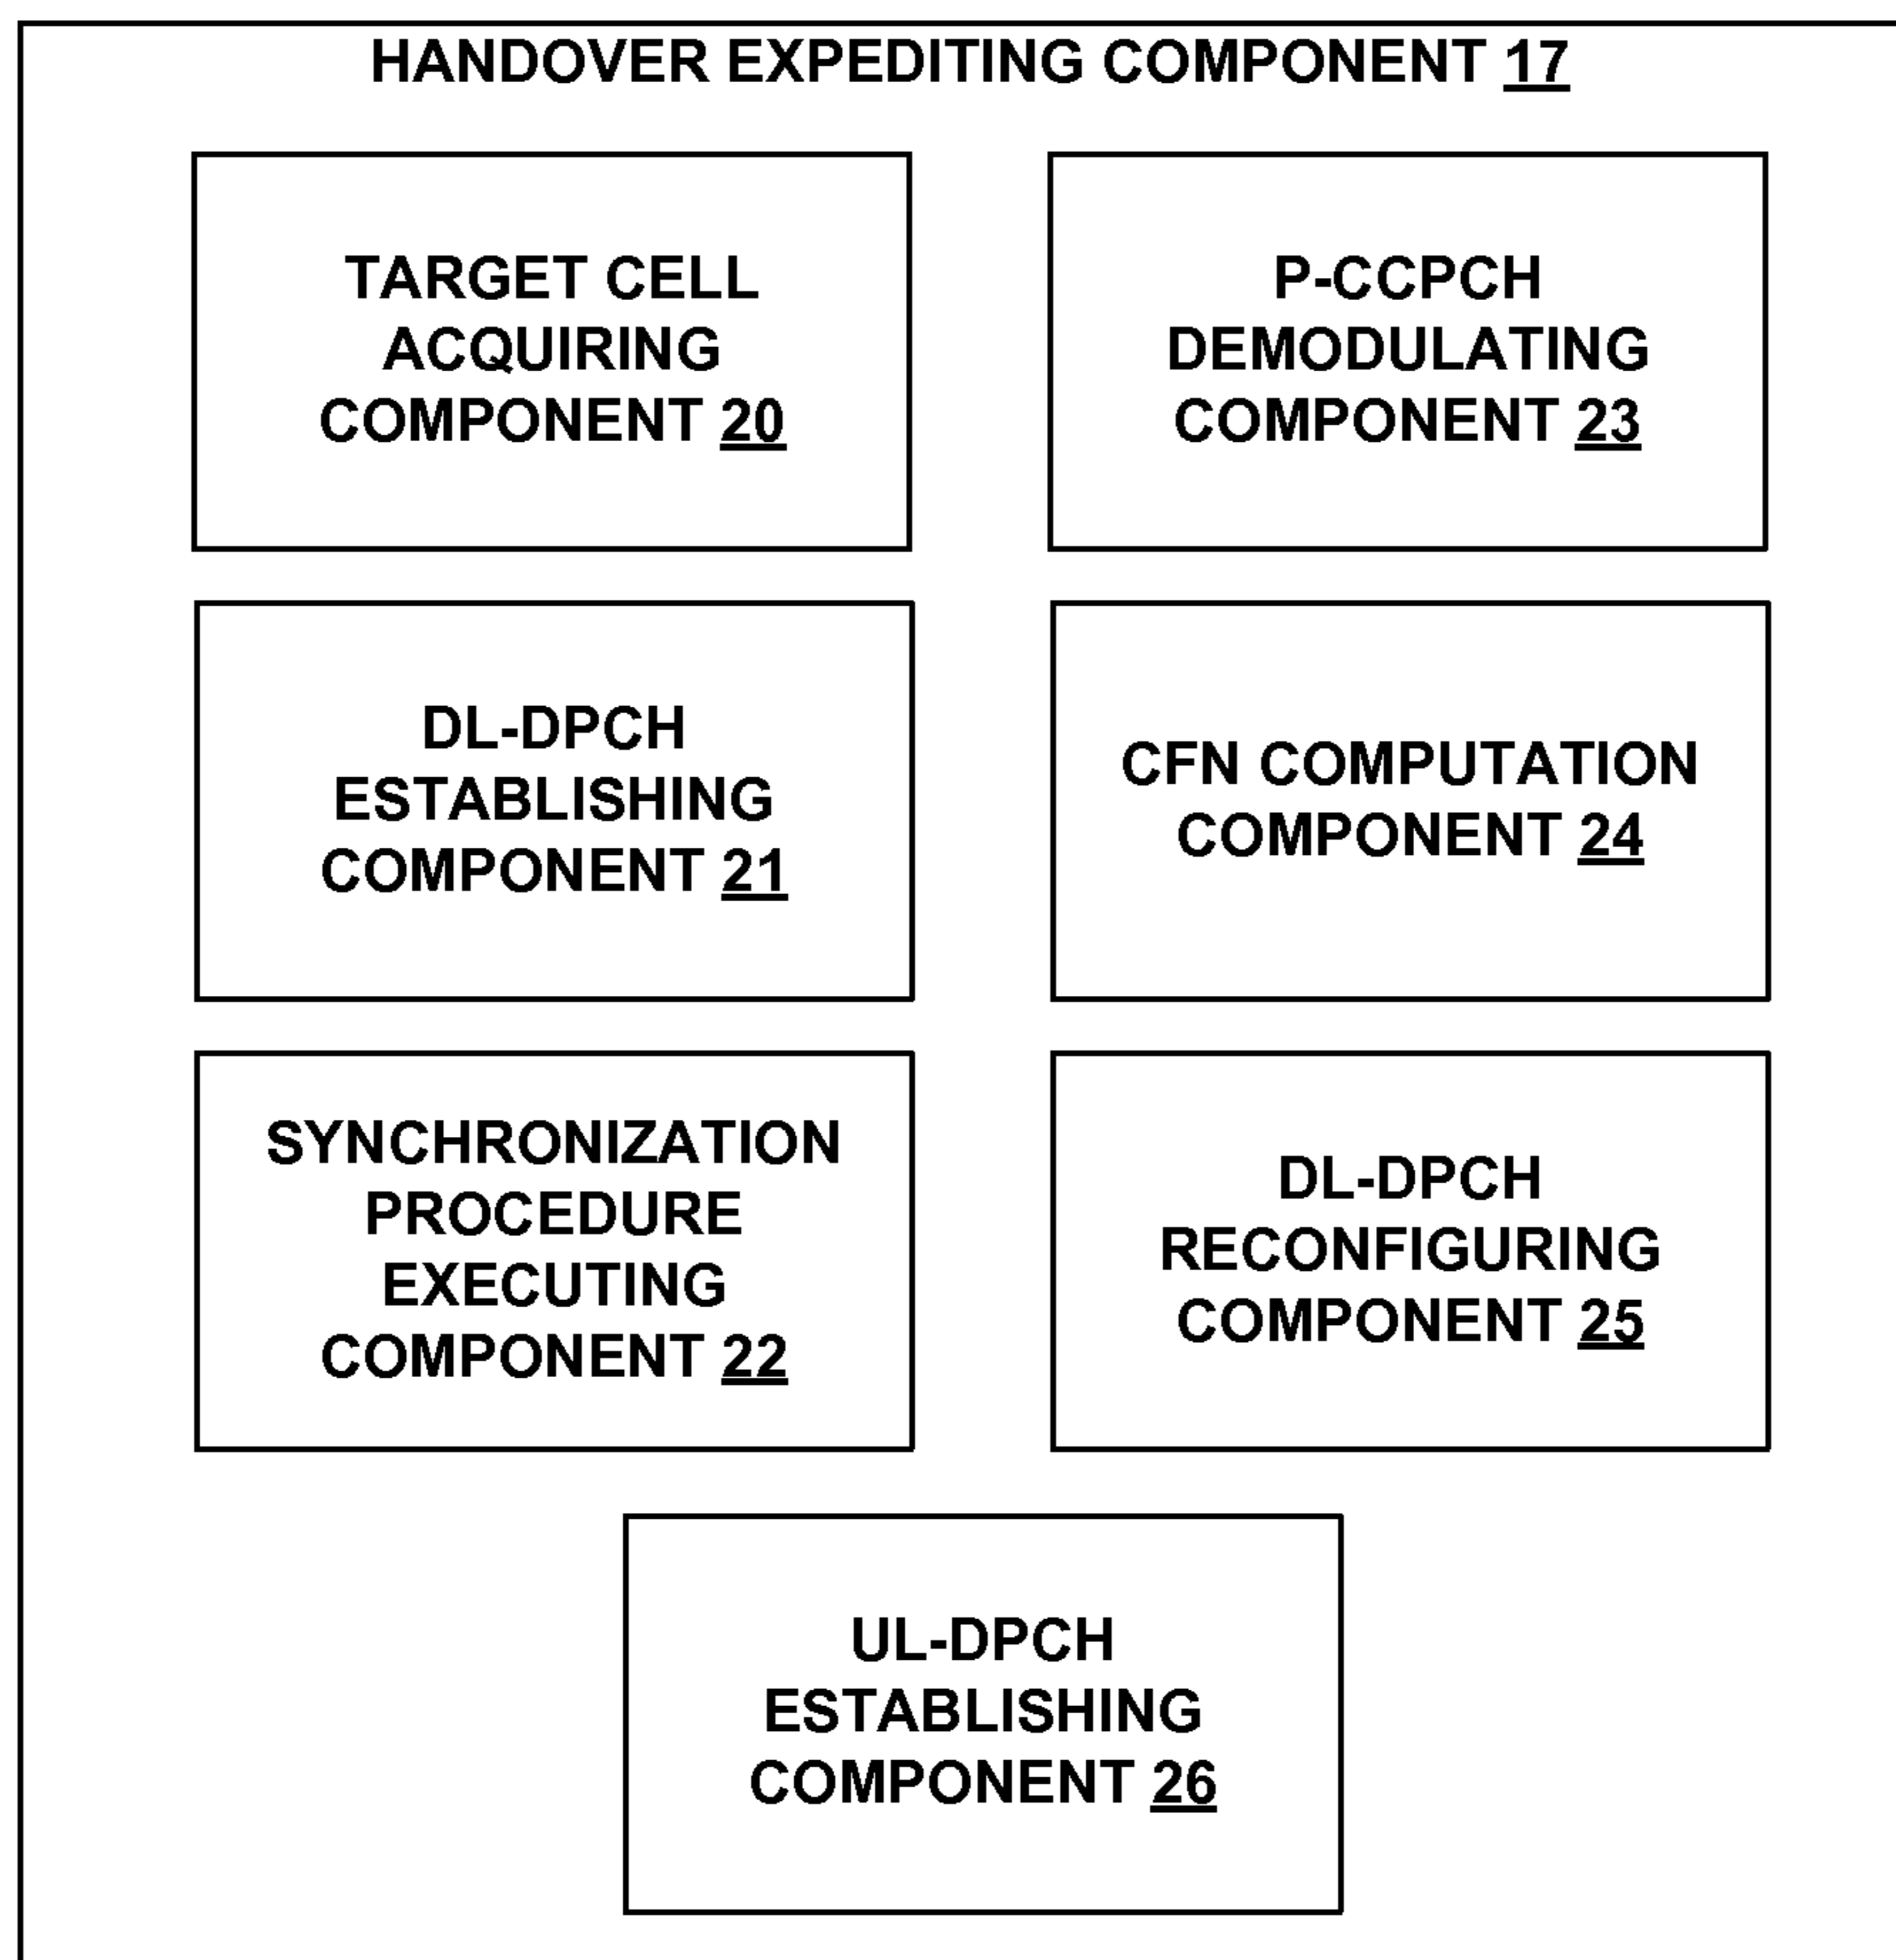 HANDOVER EXPEDITING COMPONENT 17
TARGET CELL
ACQUIRING
COMPONENT 20
P-CCPCH
DEMODULATING
COMPONENT 23
DL-DPCH
ESTABLISHING
COMPONENT 21
CFN COMPUTATION
COMPONENT 24
SYNCHRONIZATION
PROCEDURE
EXECUTING
COMPONENT 22
DL-DPCH
RECONFIGURING
COMPONENT 25
UL-DPCH
ESTABLISHING
COMPONENT 26